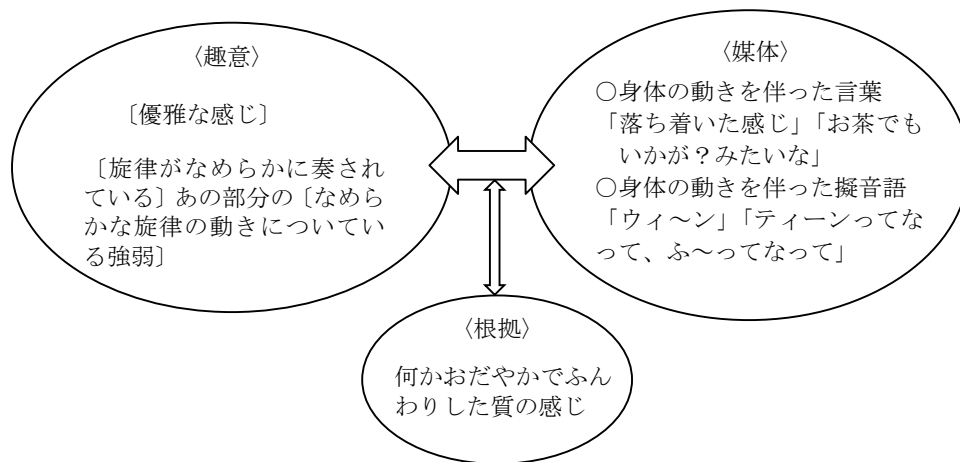 〈趣意〉
〔優雅な感じ〕
〔旋律がなめらかに奏され
ている〕あの部分の〔なめら
かな旋律の動きについてい
る強弱〕
〈媒体〉
○身体の動きを伴った言葉
「落ち着いた感じ」「お茶でも
いかが？みたいな」
○身体の動きを伴った擬音語
「ウィ～ン」「ティーンってな
って、ふ～ってなって」
〈根拠〉
何かおだやかでふん
わりした質の感じ